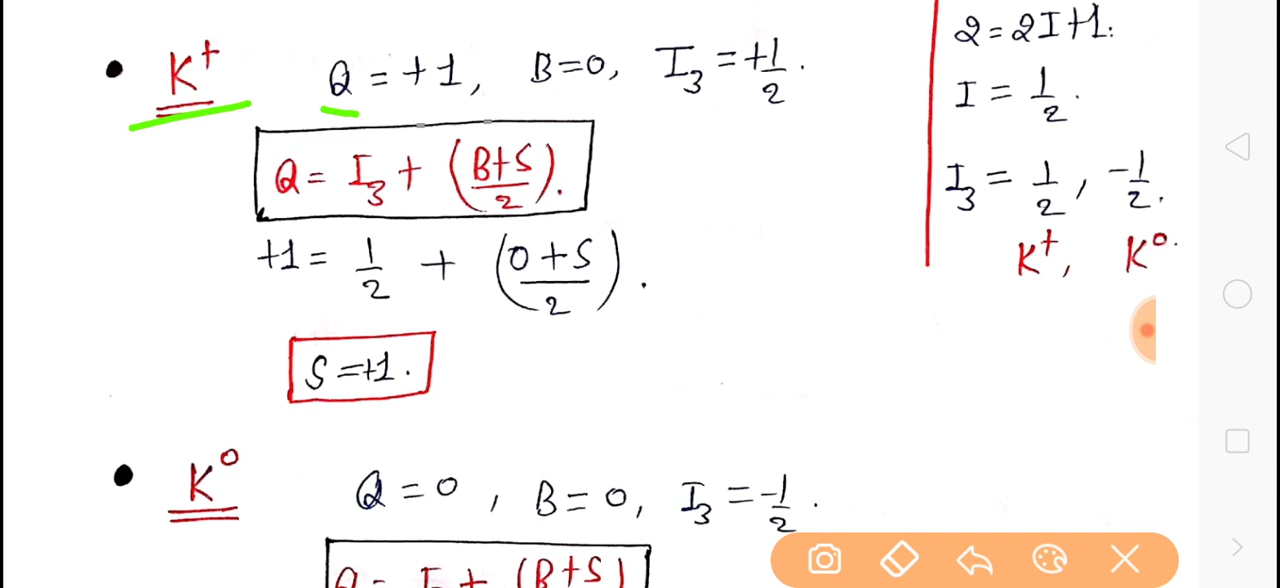 • K⁺ Q = +1, B=0, I₃ = +1/2.
Q = I₃ + (B+S/2).
+1 = 1/2 + (0+S/2).
S = +1.
2 = 2I+1.
I = 1/2.
I₃ = 1/2, -1/2.
K⁺, K⁰.
• K⁰ Q = 0, B = 0, I₃ = -1/2.
Q = I + (B+S)